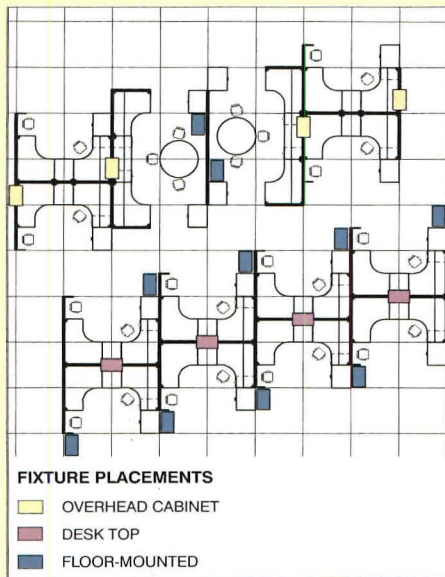 FIXTURE PLACEMENTS
OVERHEAD CABINET
DESK TOP
FLOOR-MOUNTED